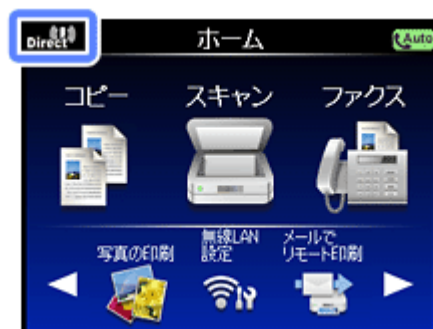 Direct ホーム Auto
コピー スキャン ファクス
写真の印刷 無線LAN メールで
設定 リモート印刷